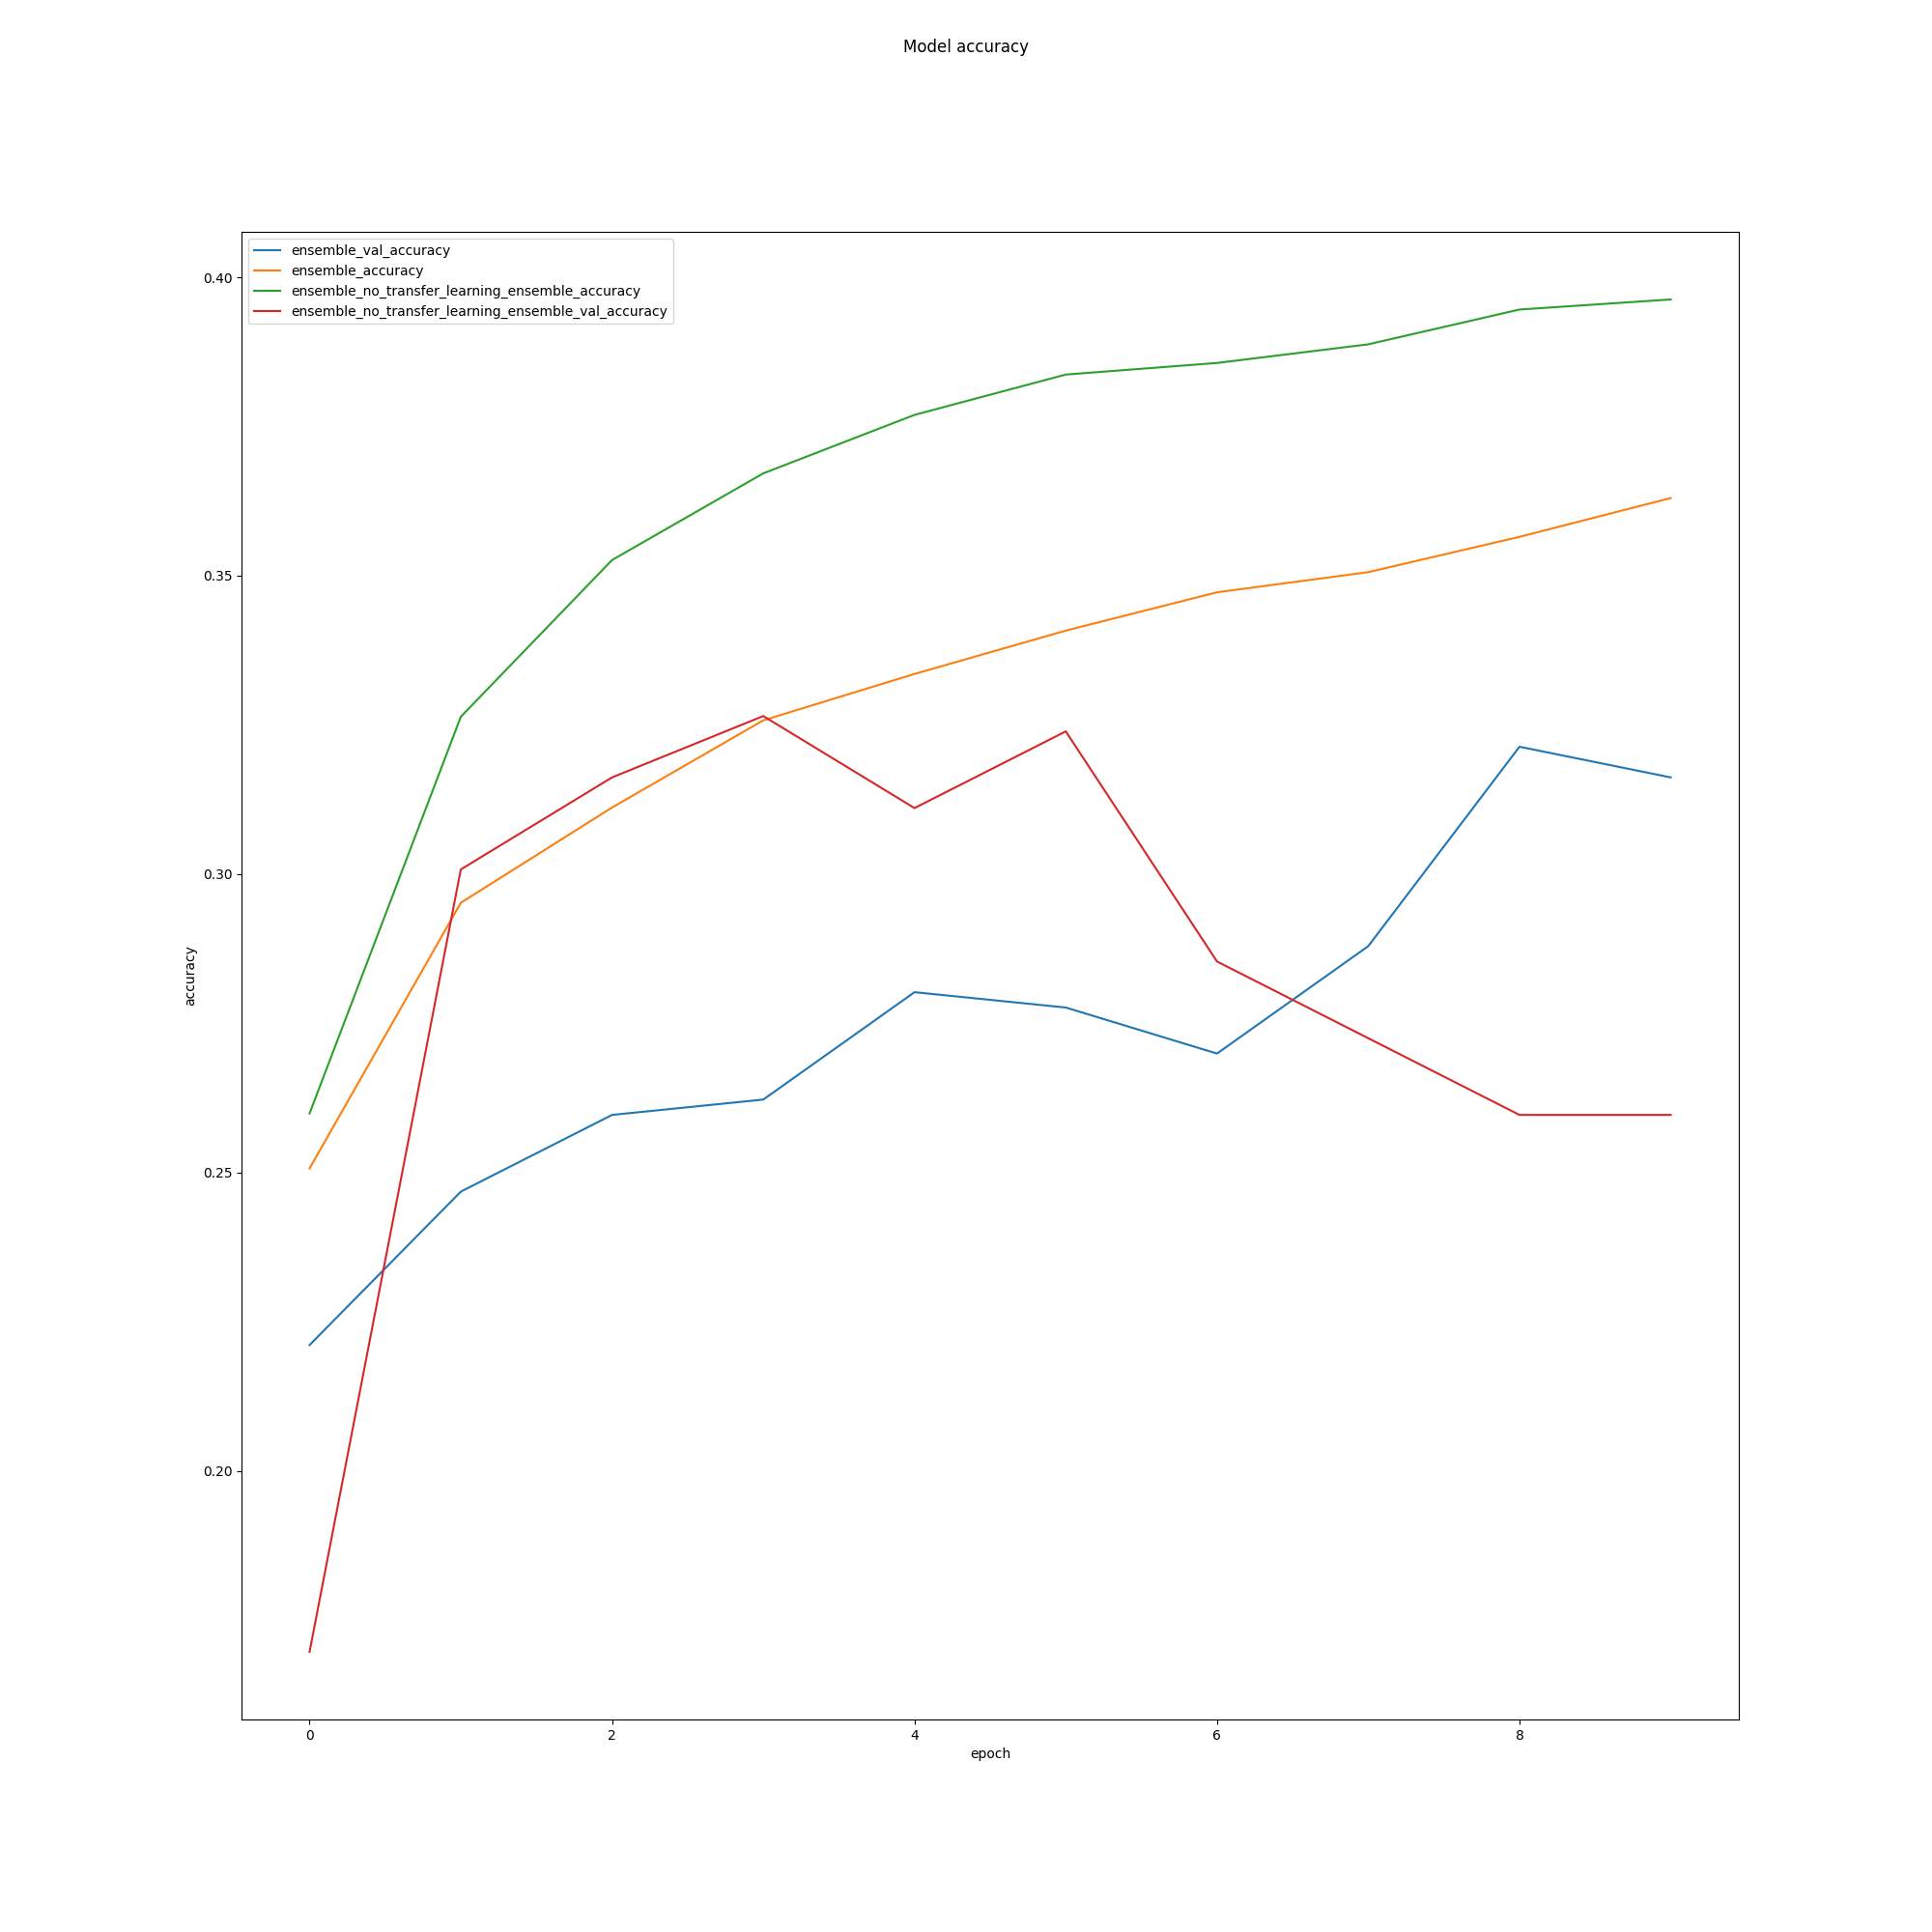 Model accuracy
ensemble_val_accuracy
ensemble_accuracy
ensemble_no_transfer_learning_ensemble_accuracy
ensemble_no_transfer_learning_ensemble_val_accuracy
0.40
0.35
0.30
0.25
0.20
accuracy
0 2 4 6 8
epoch